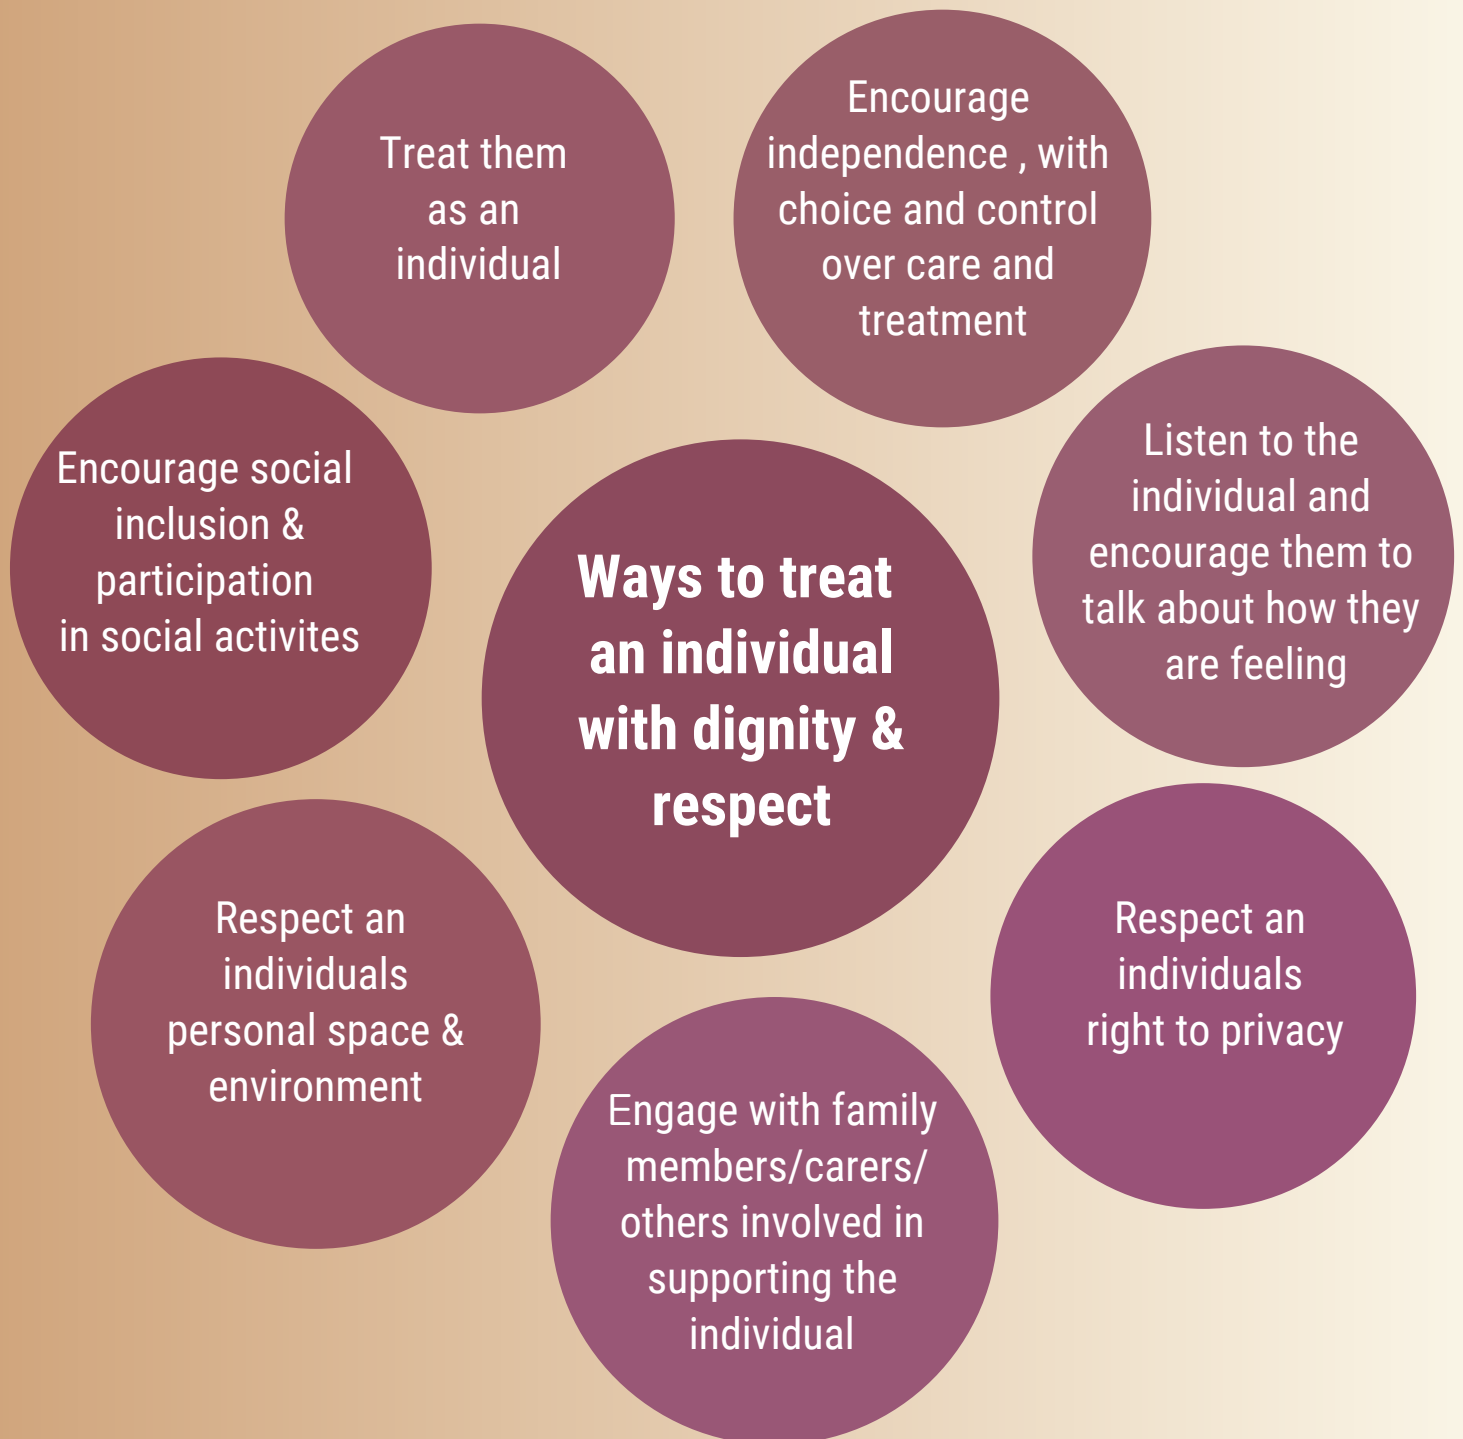 Treat them
as an
individual
Encourage
independence , with
choice and control
over care and
treatment
Encourage social
inclusion &
participation
in social activites
Listen to the
individual and
encourage them to
talk about how they
are feeling
Ways to treat
an individual
with dignity &
respect
Respect an
individuals
personal space &
environment
Respect an
individuals
right to privacy
Engage with family
members/carers/
others involved in
supporting the
individual